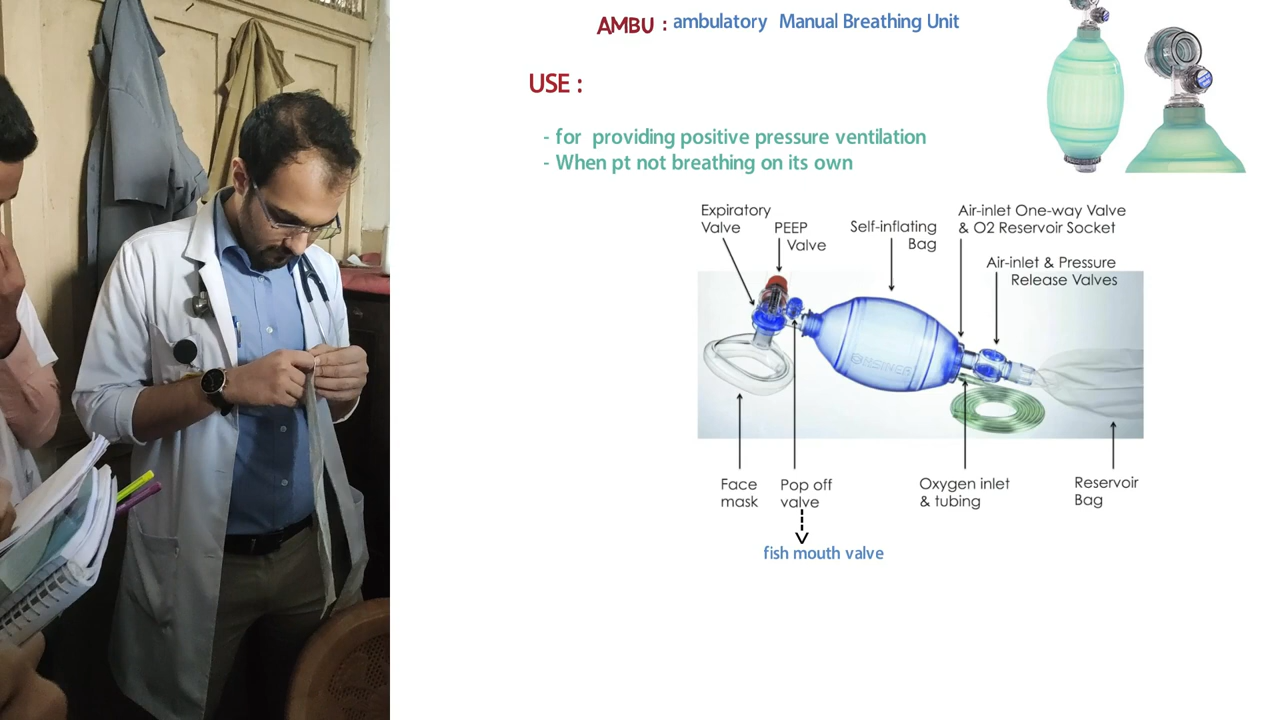 AMBU : ambulatory Manual Breathing Unit
USE :
- for providing positive pressure ventilation
- When pt not breathing on its own
Expiratory
Valve
PEEP
Valve
Self-inflating
Bag
Air-inlet One-way Valve
& O2 Reservoir Socket
Air-inlet & Pressure
Release Valves
Face
mask
Pop off
valve
Oxygen inlet
& tubing
Reservoir
Bag
fish mouth valve